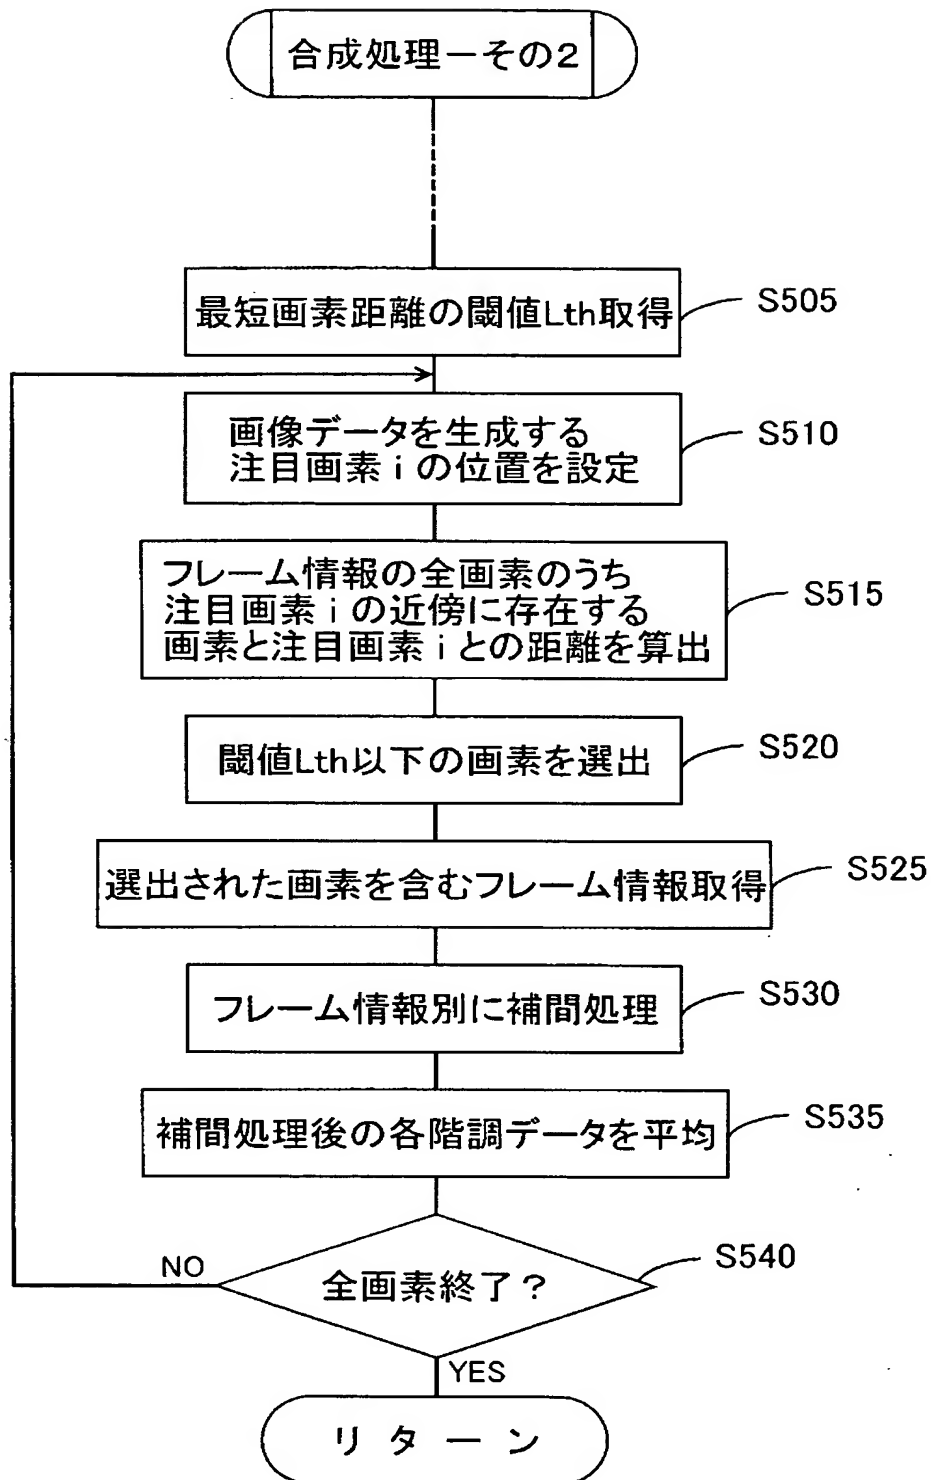 合成処理－その2
最短画素距離の閾値Lth取得
S505
画像データを生成する
注目画素iの位置を設定
S510
フレーム情報の全画素のうち
注目画素iの近傍に存在する
画素と注目画素iとの距離を算出
S515
閾値Lth以下の画素を選出
S520
選出された画素を含むフレーム情報取得
S525
フレーム情報別に補間処理
S530
補間処理後の各階調データを平均
S535
全画素終了?
S540
NO
YES
リターン